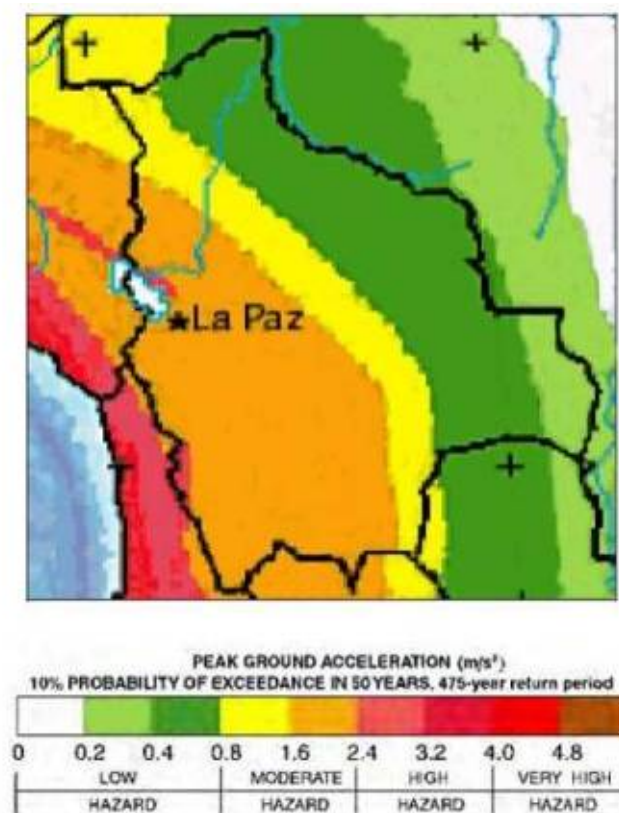 ★La Paz
PEAK GROUND ACCELERATION (m/s²)
10% PROBABILITY OF EXCEEDANCE IN 50 YEARS, 475-year return period
0 0.2 0.4 0.8 1.6 2.4 3.2 4.0 4.8
LOW MODERATE HIGH VERY HIGH
HAZARD HAZARD HAZARD HAZARD